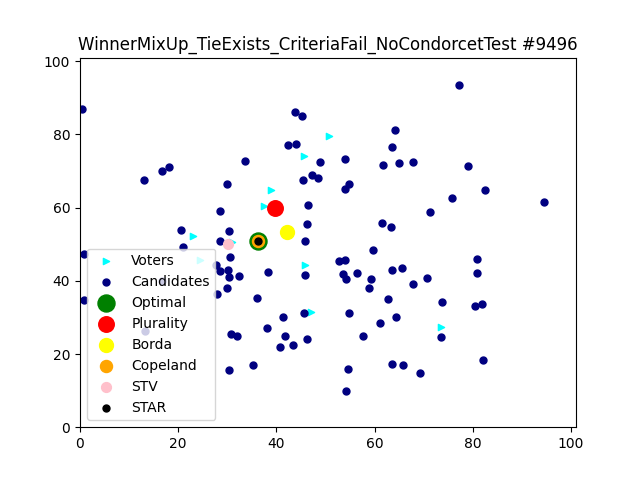 WinnerMixUp_TieExists_CriteriaFail_NoCondorcetTest #9496
100
80
60
40
20
0
Voters
Candidates
Optimal
Plurality
Borda
Copeland
STV
STAR
0 20 40 60 80 100